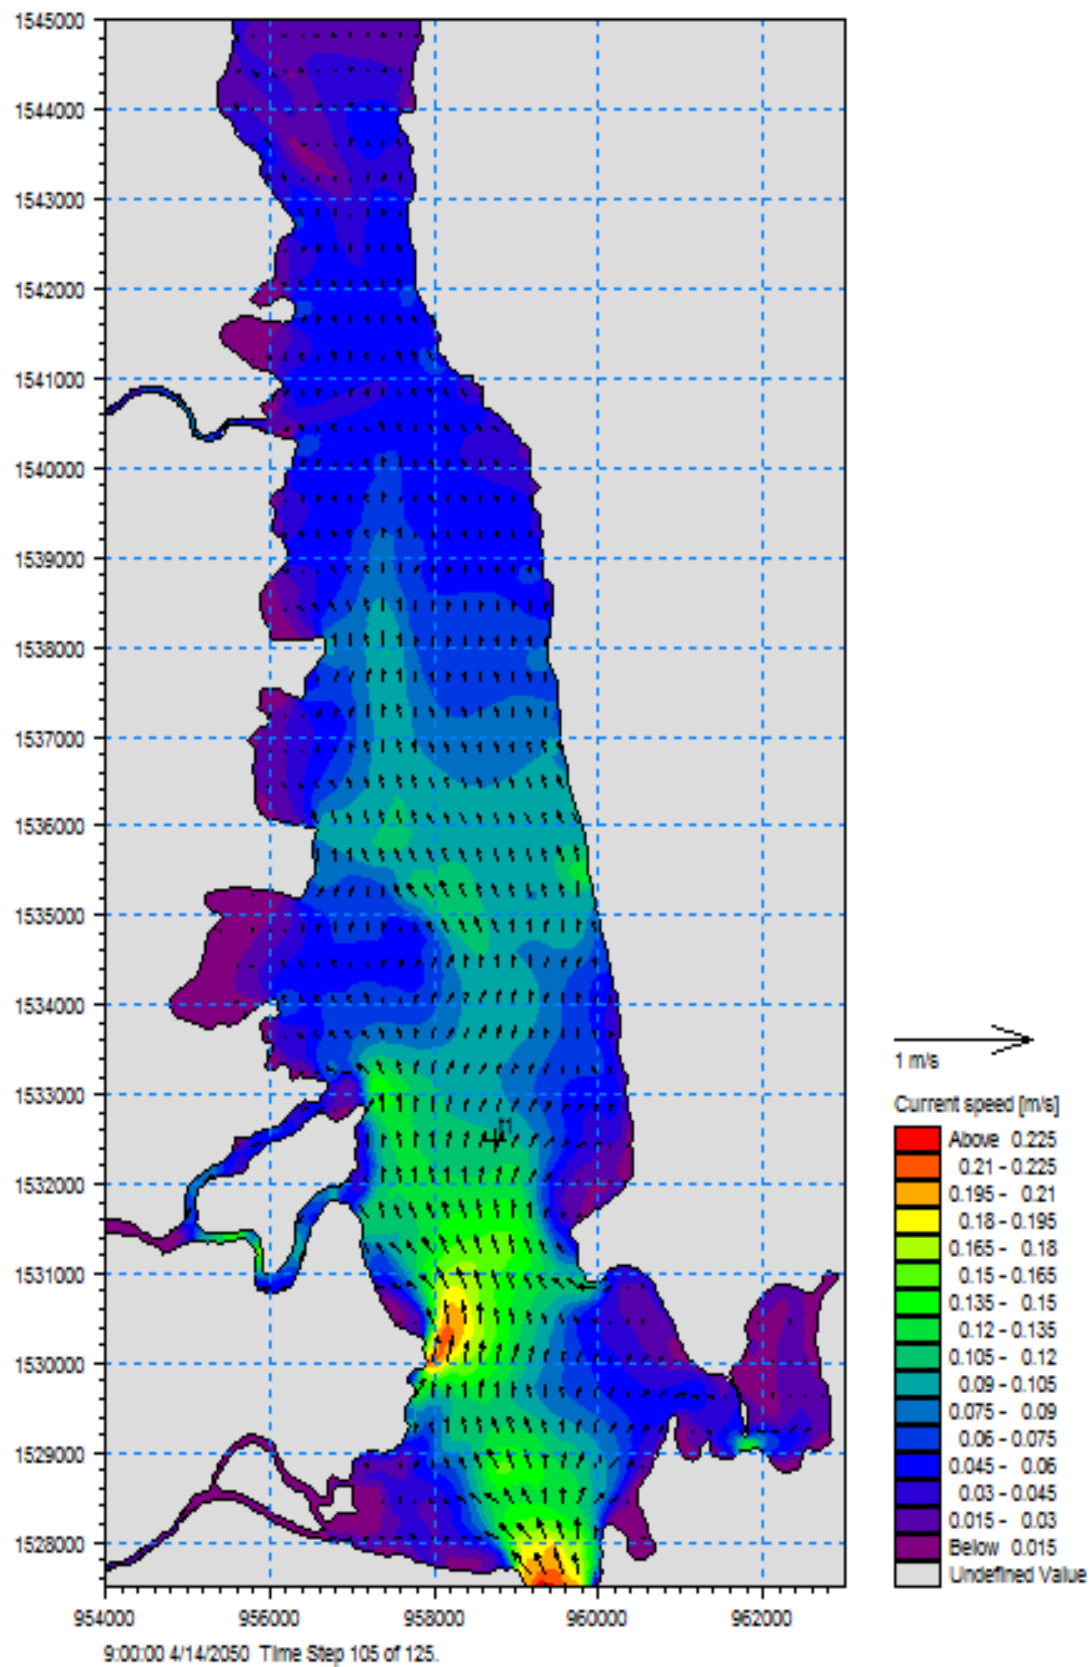 1545000
1544000
1543000
1542000
1541000
1540000
1539000
1538000
1537000
1536000
1535000
1534000
1533000
1532000
1531000
1530000
1529000
1528000
954000 956000 958000 960000 962000
9:00:00 4/14/2050 Time Step 105 of 125.
1 m/s
Current speed [m/s]
Above 0.225
0.21 - 0.225
0.195 - 0.21
0.18 - 0.195
0.165 - 0.18
0.15 - 0.165
0.135 - 0.15
0.12 - 0.135
0.105 - 0.12
0.09 - 0.105
0.075 - 0.09
0.06 - 0.075
0.045 - 0.06
0.03 - 0.045
0.015 - 0.03
Below 0.015
Undefined Value